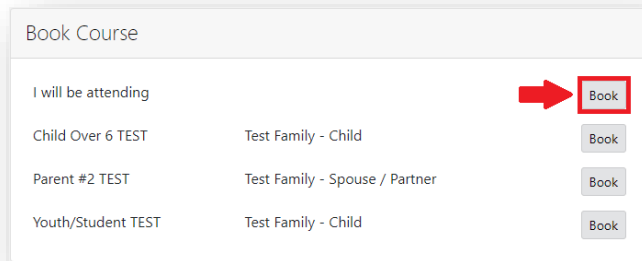 Book Course
I will be attending Book
Child Over 6 TEST Test Family - Child Book
Parent #2 TEST Test Family - Spouse / Partner Book
Youth/Student TEST Test Family - Child Book